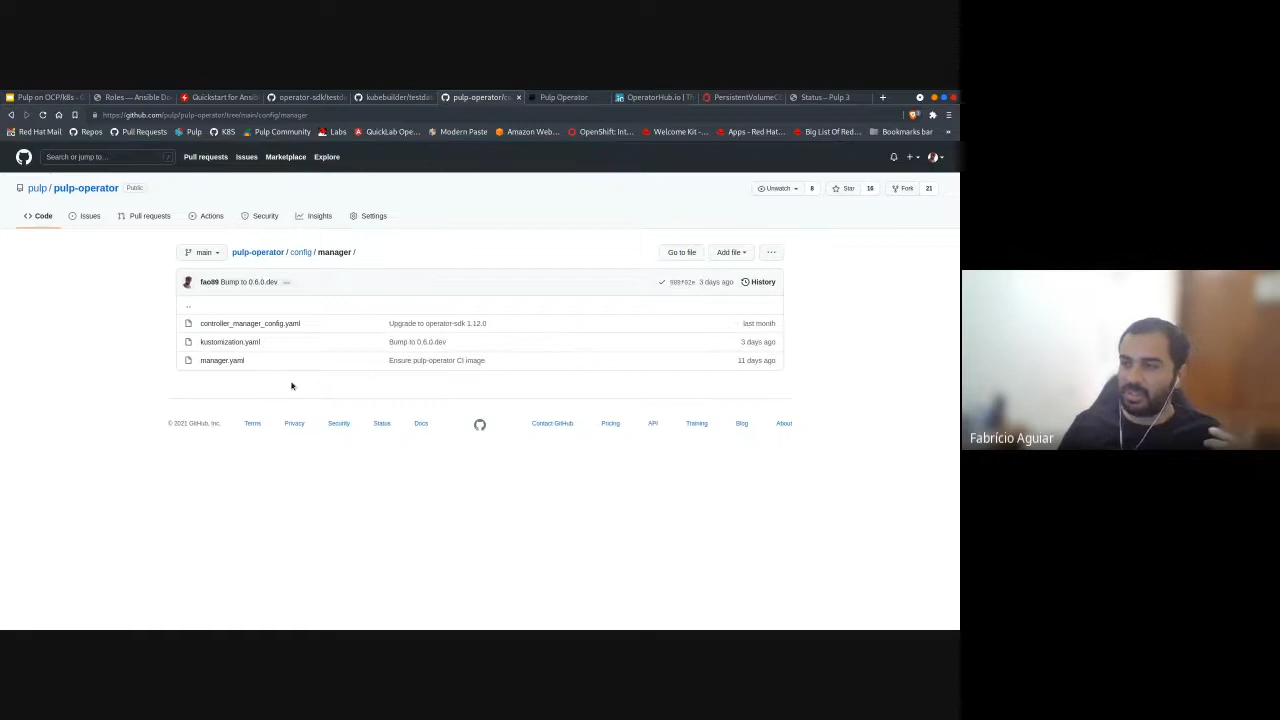 Pulp on OCP/k8s - G
Roles — Ansible Do
Quickstart for Ansib
operator-sdk/testda
kubebuilder/testdat
pulp-operator/co
Pulp Operator
OperatorHub.io | Th
PersistentVolumeC
Status – Pulp 3
https://github.com/pulp/pulp-operator/tree/main/config/manager
Red Hat Mail Repos Pull Requests Pulp K8S Pulp Community Labs QuickLab Ope... Modern Paste Amazon Web... OpenShift: Int... Welcome Kit -... Apps - Red Hat... Big List Of Red... Bookmarks bar »
Search or jump to... / Pull requests Issues Marketplace Explore
pulp / pulp-operator Public Unwatch 8 Star 16 Fork 21
Code Issues Pull requests Actions Security Insights Settings
main pulp-operator / config / manager / Go to file Add file ...
fao89 Bump to 0.6.0.dev ... 3 days ago History
..
controller_manager_config.yaml Upgrade to operator-sdk 1.12.0 last month
kustomization.yaml Bump to 0.6.0.dev 3 days ago
manager.yaml Ensure pulp-operator CI image 11 days ago
© 2021 GitHub, Inc. Terms Privacy Security Status Docs Contact GitHub Pricing API Training Blog About
Fabrício Aguiar